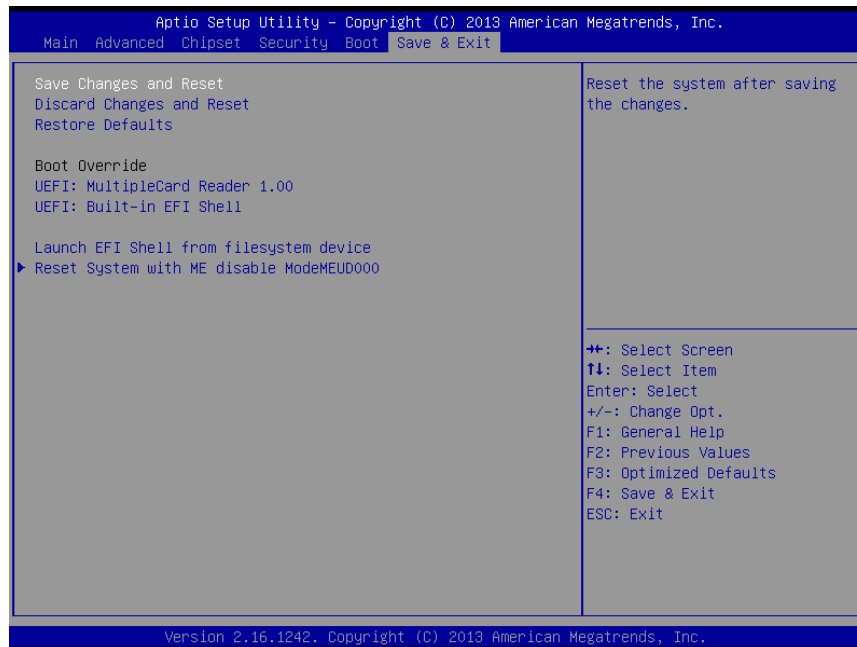 Aptio Setup Utility – Copyright (C) 2013 American Megatrends, Inc.
Main Advanced Chipset Security Boot Save & Exit
Save Changes and Reset
Discard Changes and Reset
Restore Defaults
Boot Override
UEFI: MultipleCard Reader 1.00
UEFI: Built-in EFI Shell
Launch EFI Shell from filesystem device
▶ Reset System with ME disable ModeMEUD000
Reset the system after saving
the changes.
→←: Select Screen
↑↓: Select Item
Enter: Select
+/-: Change Opt.
F1: General Help
F2: Previous Values
F3: Optimized Defaults
F4: Save & Exit
ESC: Exit
Version 2.16.1242. Copyright (C) 2013 American Megatrends, Inc.